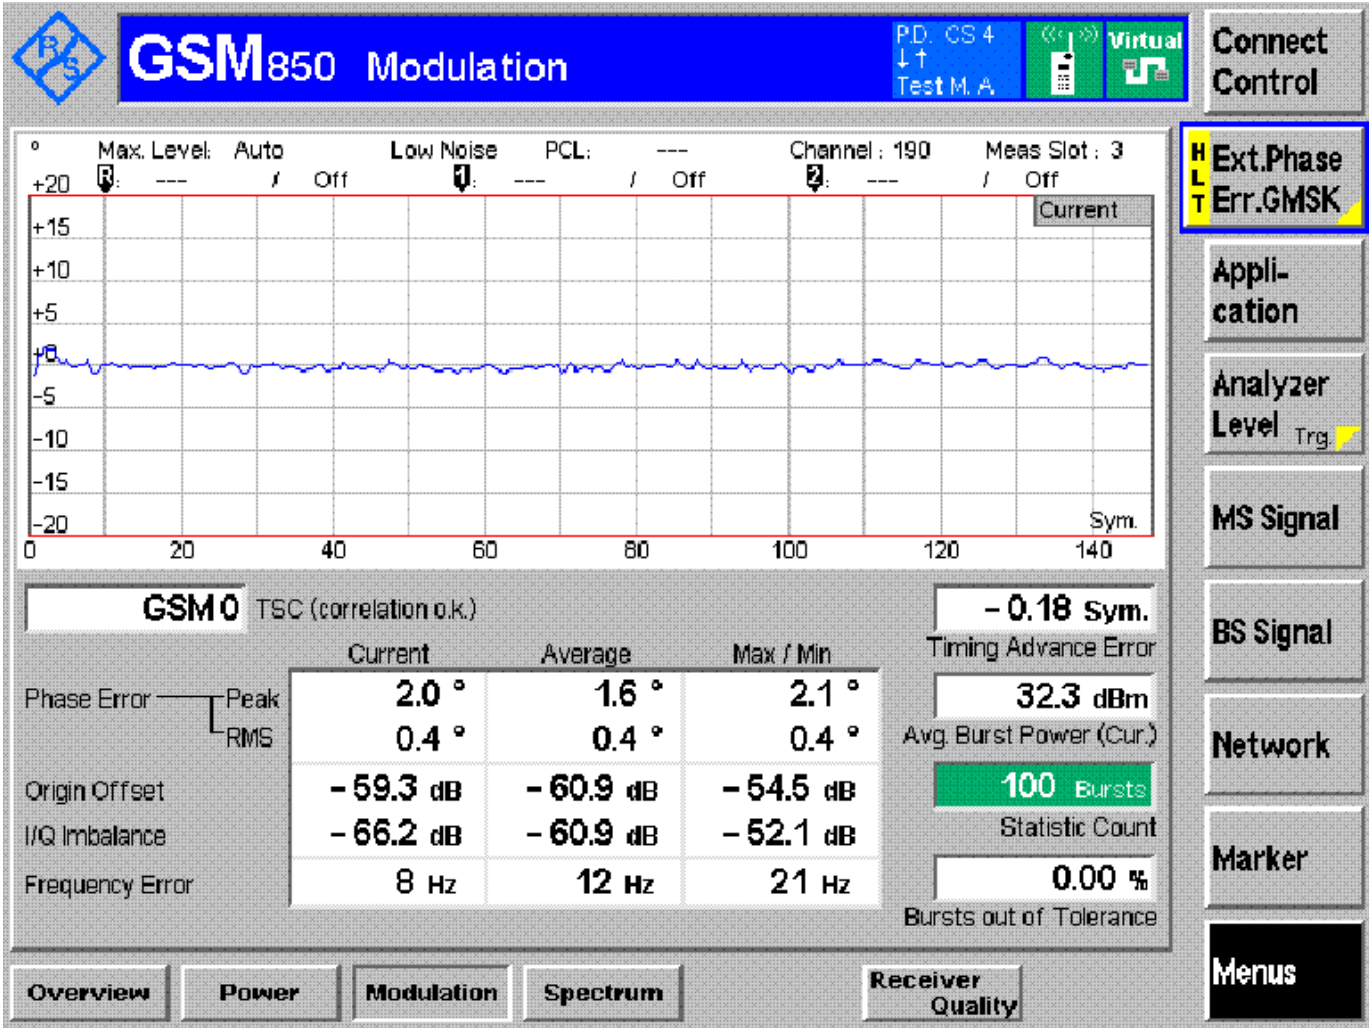 R&S
GSM850 Modulation
P.D. CS 4
Test M. A
Virtual
Connect
Control
° Max. Level: Auto Low Noise PCL: --- Channel : 190 Meas Slot : 3
R: --- / Off 1: --- / Off 2: --- / Off
Current
+20
+15
+10
+5
+0
-5
-10
-15
-20
Sym.
0 20 40 60 80 100 120 140
GSM 0 TSC (correlation o.k.)
Current Average Max / Min
Phase Error Peak 2.0 ° 1.6 ° 2.1 °
RMS 0.4 ° 0.4 ° 0.4 °
Origin Offset -59.3 dB -60.9 dB -54.5 dB
I/Q Imbalance -66.2 dB -60.9 dB -52.1 dB
Frequency Error 8 Hz 12 Hz 21 Hz
-0.18 Sym.
Timing Advance Error
32.3 dBm
Avg. Burst Power (Cur.)
100 Bursts
Statistic Count
0.00 %
Bursts out of Tolerance
HLT
Ext.Phase
Err.GMSK
Appli-
cation
Analyzer
Level Trg.
MS Signal
BS Signal
Network
Marker
Menus
Overview Power Modulation Spectrum Receiver
Quality